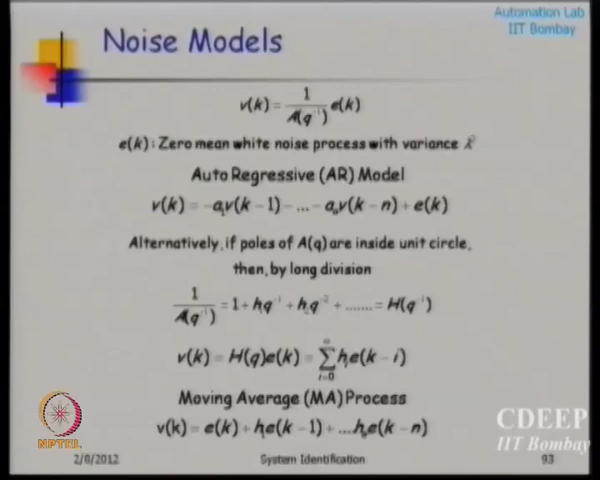 Automation Lab
IIT Bombay
Noise Models
v(k) = 1 / A(q⁻¹) e(k)
e(k) : Zero mean white noise process with variance λ²
Auto Regressive (AR) Model
v(k) = -a₁v(k - 1) - ... - aₙv(k - n) + e(k)
Alternatively, if poles of A(q) are inside unit circle,
then, by long division
1 / A(q⁻¹) = 1 + h₁q⁻¹ + h₂q⁻² + ....... = H(q⁻¹)
v(k) = H(q)e(k) = ∑_{i=0}^{∞} hᵢe(k - i)
Moving Average (MA) Process
v(k) = e(k) + h₁e(k - 1) + ...hₙe(k - n)
NPTEL
CDEEP
IIT Bombay
2/8/2012
System Identification
93